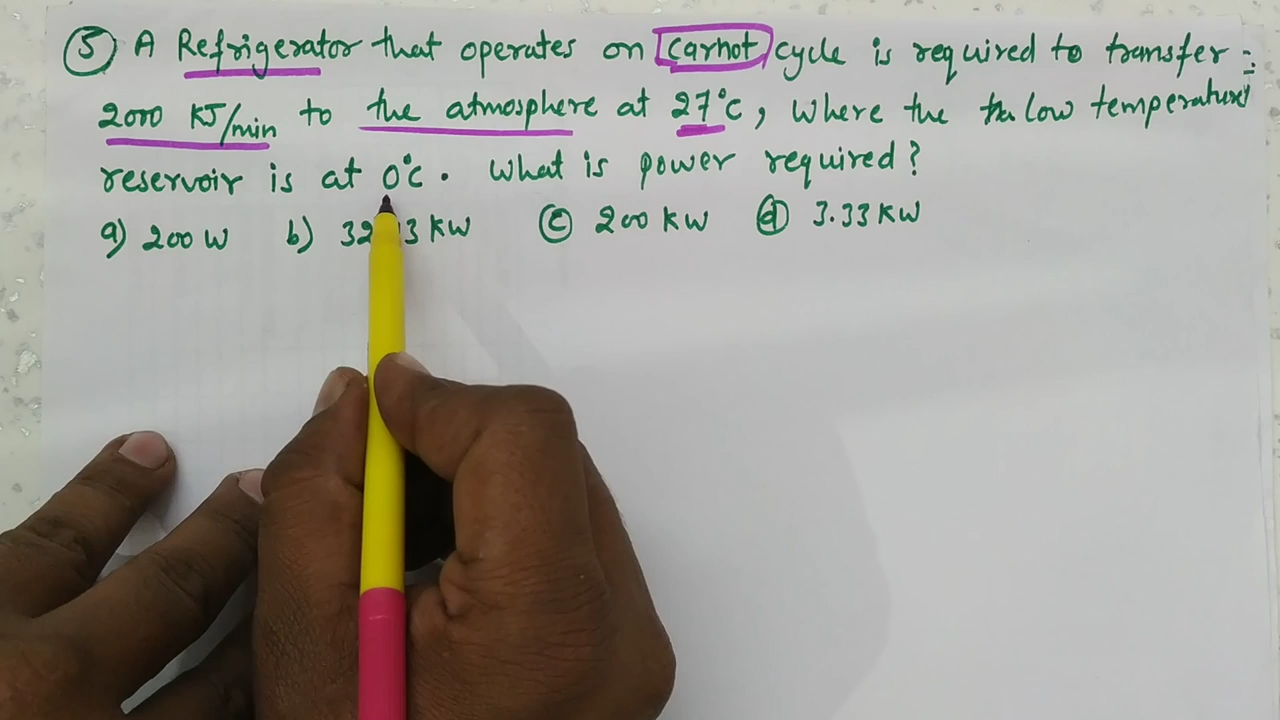 ⑤ A Refrigerator that operates on Carnot cycle is required to transfer :
2000 KJ/min to the atmosphere at 27°C, where the low temperature
reservoir is at 0°C. What is power required?
a) 200 W b) 32 3 KW ⓒ 200 KW ⓓ 3.33 KW